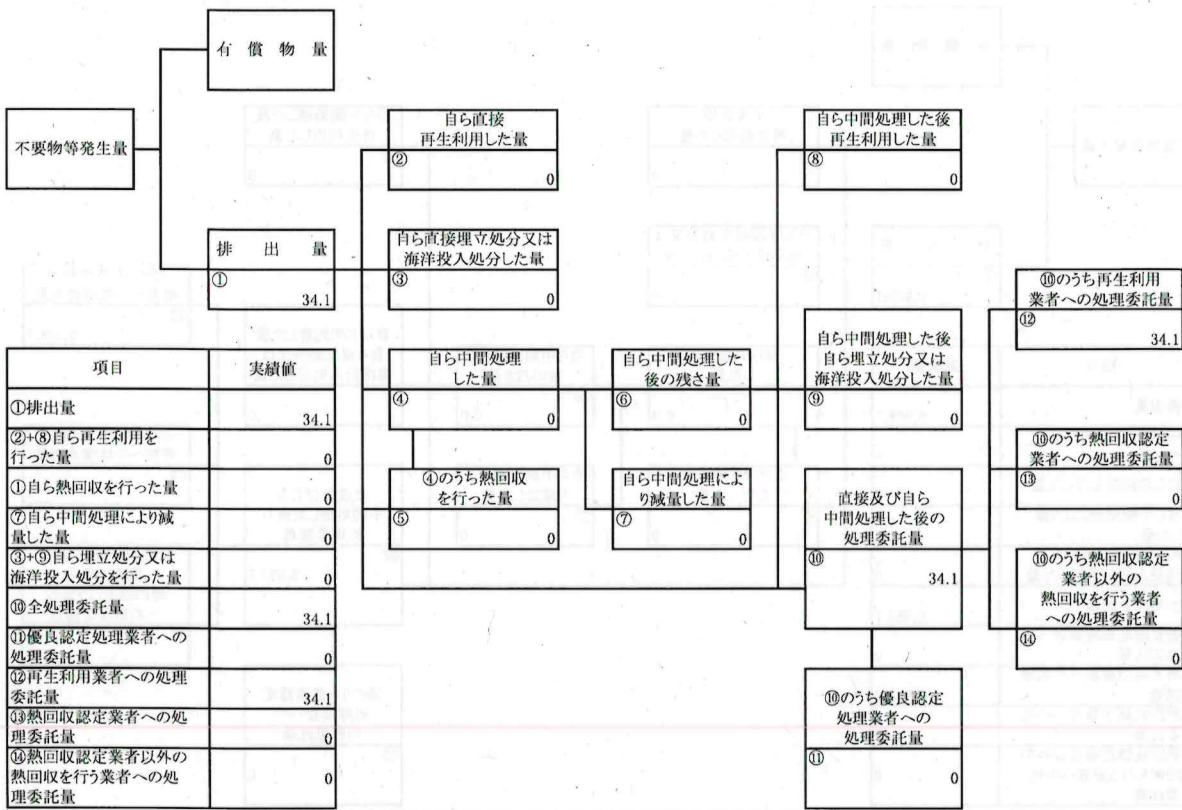 有償物量
不要物等発生量
排出量
①
34.1
自ら直接
再生利用した量
②
0
自ら直接埋立処分又は
海洋投入処分した量
③
0
自ら中間処理
した量
④
0
④のうち熱回収
を行った量
⑤
0
自ら中間処理した
後の残さ量
⑥
0
自ら中間処理によ
り減量した量
⑦
0
自ら中間処理した後
再生利用した量
⑧
0
自ら中間処理した後
自ら埋立処分又は
海洋投入処分した量
⑨
0
直接及び自ら
中間処理した後の
処理委託量
⑩
34.1
⑩のうち優良認定
処理業者への
処理委託量
⑪
0
⑩のうち再生利用
業者への処理委託量
⑫
34.1
⑩のうち熱回収認定
業者への処理委託量
⑬
0
⑩のうち熱回収認定
業者以外の
熱回収を行う業者
への処理委託量
⑭
0
項目 実績値
①排出量 34.1
②+⑧自ら再生利用を
行った量 0
①自ら熱回収を行った量 0
⑦自ら中間処理により減
量した量 0
③+⑨自ら埋立処分又は
海洋投入処分を行った量 0
⑩全処理委託量 34.1
⑪優良認定処理業者への
処理委託量 0
⑫再生利用業者への処理
委託量 34.1
⑬熱回収認定業者への処
理委託量 0
⑭熱回収認定業者以外の
熱回収を行う業者への処
理委託量 0